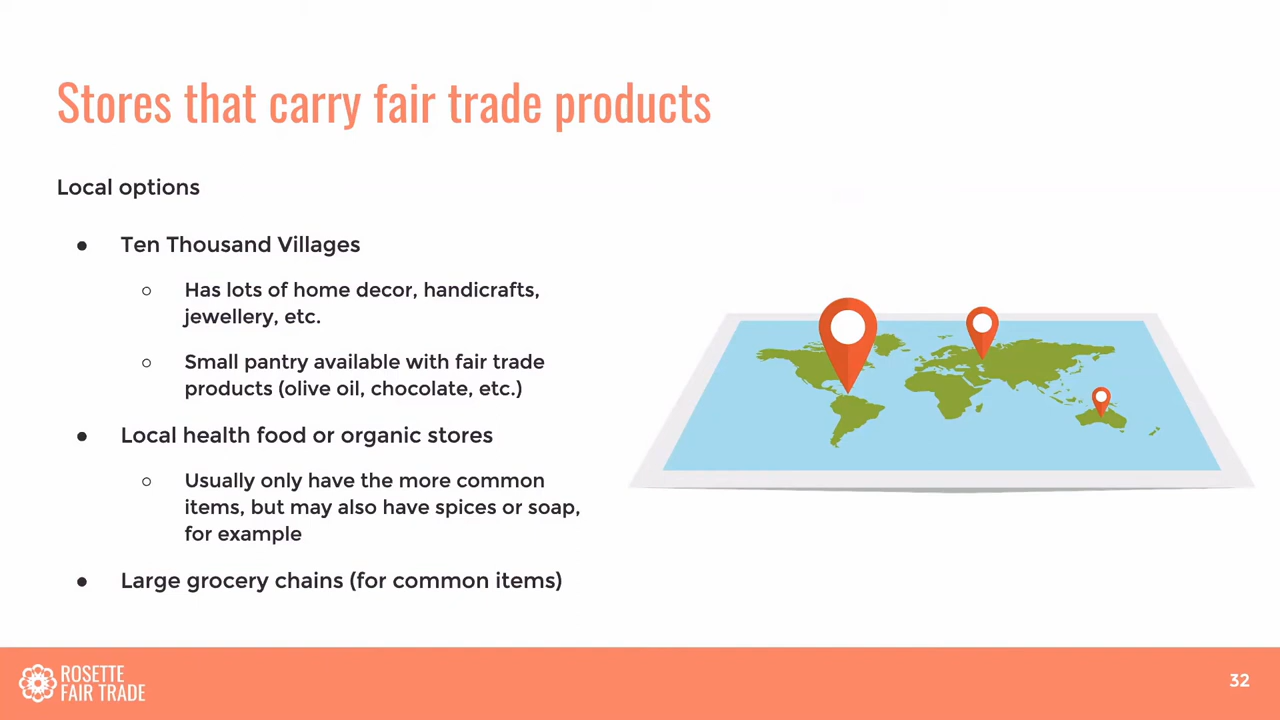 Stores that carry fair trade products
Local options
● Ten Thousand Villages
○ Has lots of home decor, handicrafts,
jewellery, etc.
○ Small pantry available with fair trade
products (olive oil, chocolate, etc.)
● Local health food or organic stores
○ Usually only have the more common
items, but may also have spices or soap,
for example
● Large grocery chains (for common items)
ROSETTE
FAIR TRADE
32